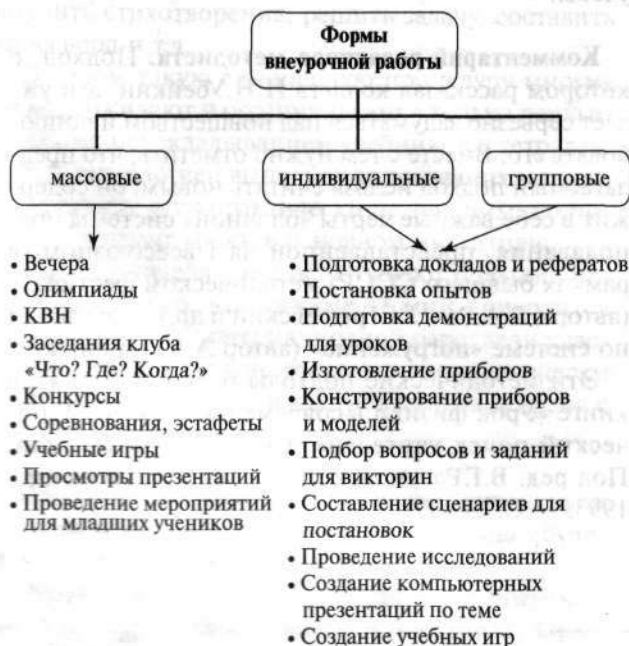 Формы
внеурочной работы
массовые
индивидуальные
групповые
• Вечера
• Олимпиады
• КВН
• Заседания клуба
«Что? Где? Когда?»
• Конкурсы
• Соревнования, эстафеты
• Учебные игры
• Просмотры презентаций
• Проведение мероприятий
для младших учеников
• Подготовка докладов и рефератов
• Постановка опытов
• Подготовка демонстраций
для уроков
• Изготовление приборов
• Конструирование приборов
и моделей
• Подбор вопросов и заданий
для викторин
• Составление сценариев для
постановок
• Проведение исследований
• Создание компьютерных
презентаций по теме
• Создание учебных игр